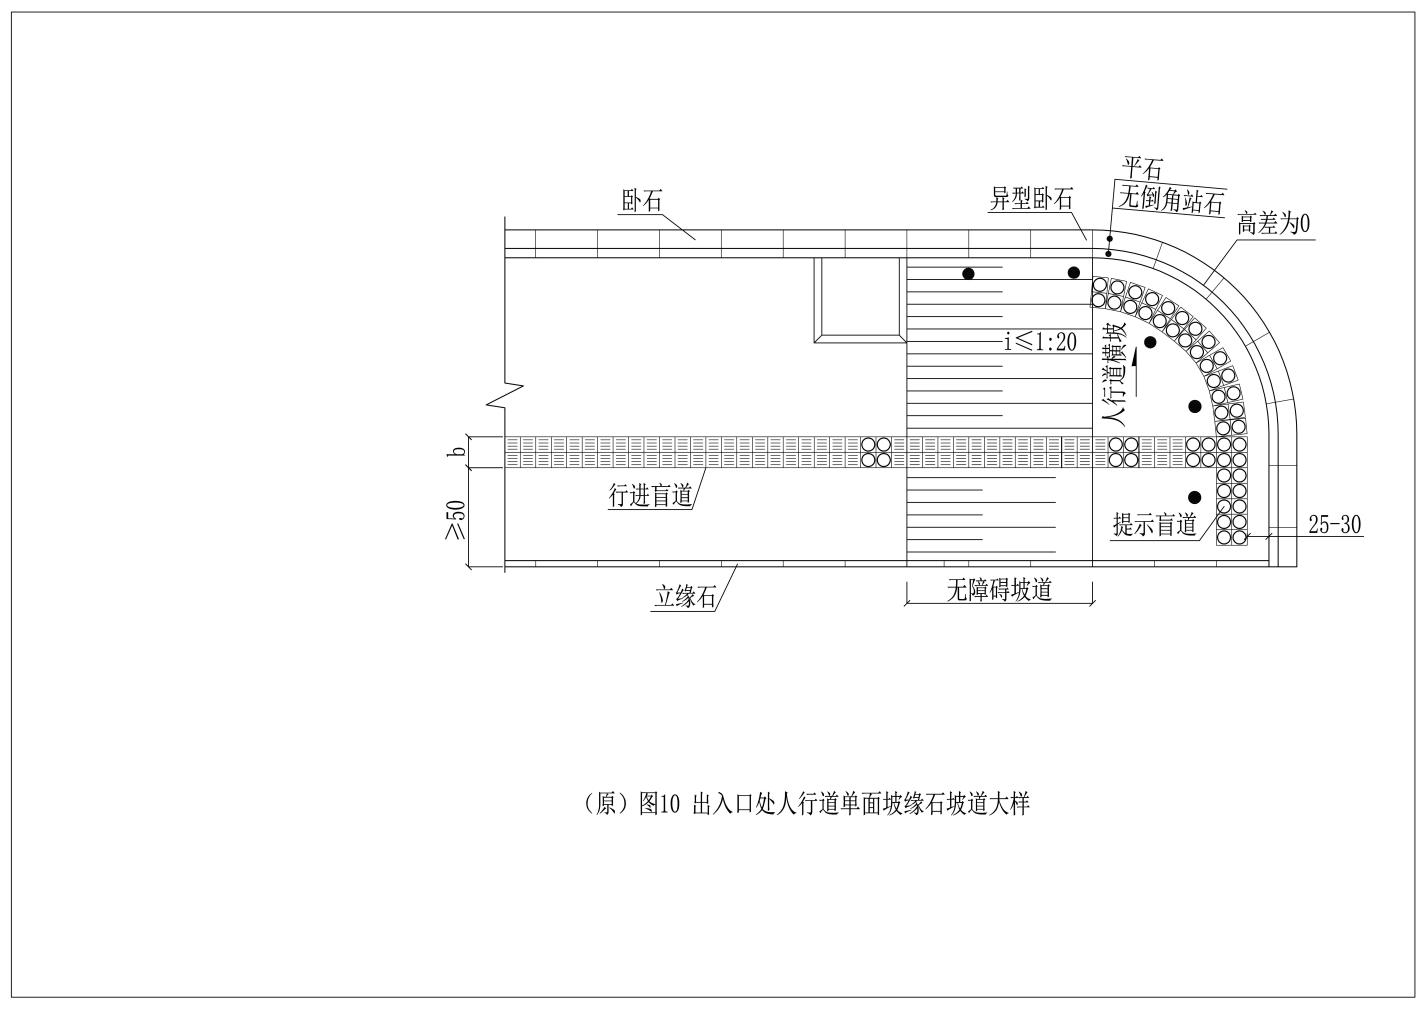 平石
无倒角站石
卧石
异型卧石
高差为0
i≤1:20
人行道横坡
b
≥50
行进盲道
提示盲道
25-30
立缘石
无障碍坡道
（原）图10 出入口处人行道单面坡缘石坡道大样